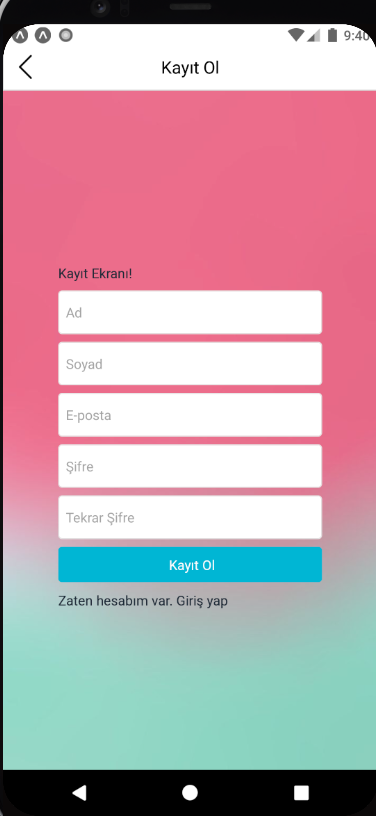 9:40
Kayıt Ol
Kayıt Ekranı!
Ad
Soyad
E-posta
Şifre
Tekrar Şifre
Kayıt Ol
Zaten hesabım var. Giriş yap